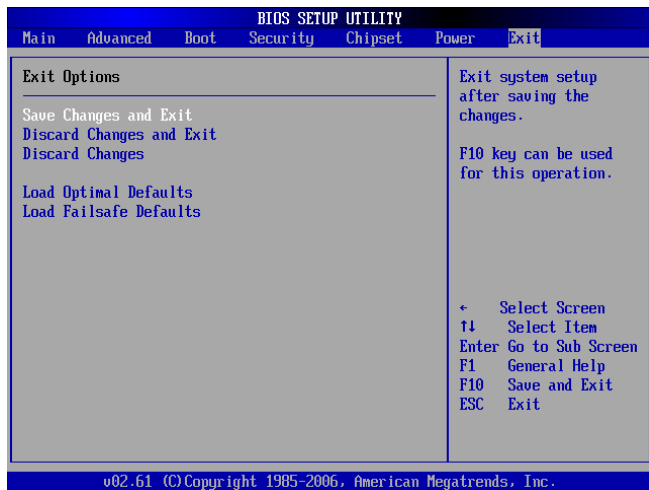 BIOS SETUP UTILITY
Main Advanced Boot Security Chipset Power Exit
Exit Options
Save Changes and Exit
Discard Changes and Exit
Discard Changes
Load Optimal Defaults
Load Failsafe Defaults
Exit system setup
after saving the
changes.
F10 key can be used
for this operation.
← Select Screen
↑↓ Select Item
Enter Go to Sub Screen
F1 General Help
F10 Save and Exit
ESC Exit
v02.61 (C)Copyright 1985-2006, American Megatrends, Inc.